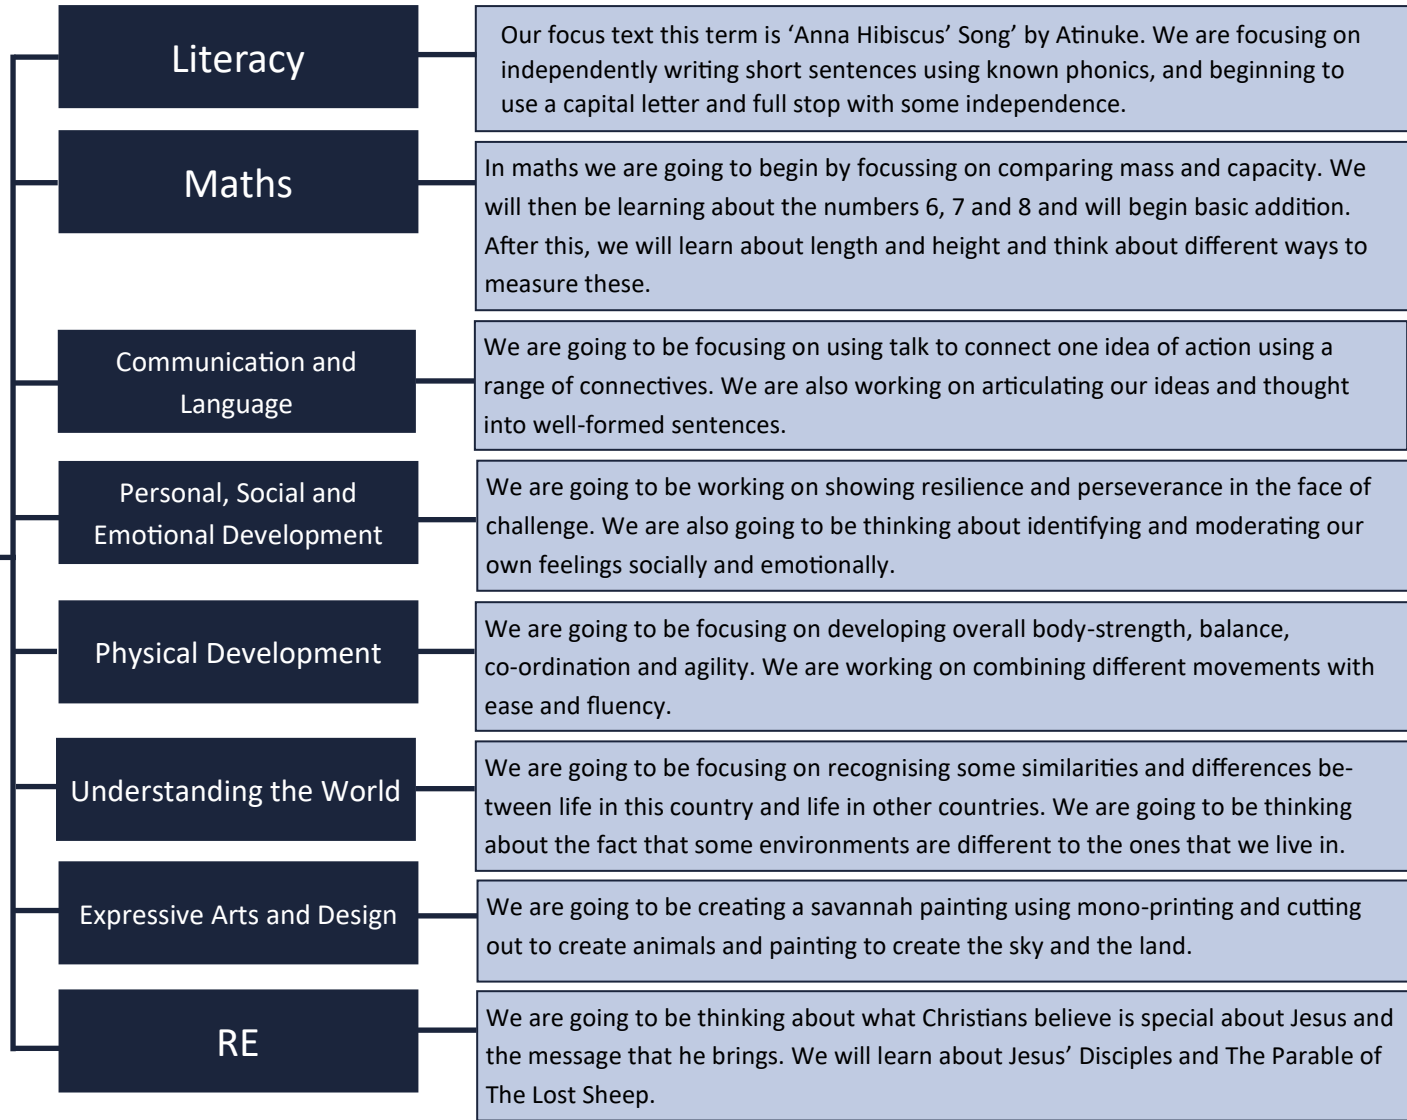 Literacy
Our focus text this term is ‘Anna Hibiscus’ Song’ by Atinuke. We are focusing on
independently writing short sentences using known phonics, and beginning to
use a capital letter and full stop with some independence.
Maths
In maths we are going to begin by focussing on comparing mass and capacity. We
will then be learning about the numbers 6, 7 and 8 and will begin basic addition.
After this, we will learn about length and height and think about different ways to
measure these.
Communication and
Language
We are going to be focusing on using talk to connect one idea of action using a
range of connectives. We are also working on articulating our ideas and thought
into well-formed sentences.
Personal, Social and
Emotional Development
We are going to be working on showing resilience and perseverance in the face of
challenge. We are also going to be thinking about identifying and moderating our
own feelings socially and emotionally.
Physical Development
We are going to be focusing on developing overall body-strength, balance,
co-ordination and agility. We are working on combining different movements with
ease and fluency.
Understanding the World
We are going to be focusing on recognising some similarities and differences be-
tween life in this country and life in other countries. We are going to be thinking
about the fact that some environments are different to the ones that we live in.
Expressive Arts and Design
We are going to be creating a savannah painting using mono-printing and cutting
out to create animals and painting to create the sky and the land.
RE
We are going to be thinking about what Christians believe is special about Jesus and
the message that he brings. We will learn about Jesus’ Disciples and The Parable of
The Lost Sheep.